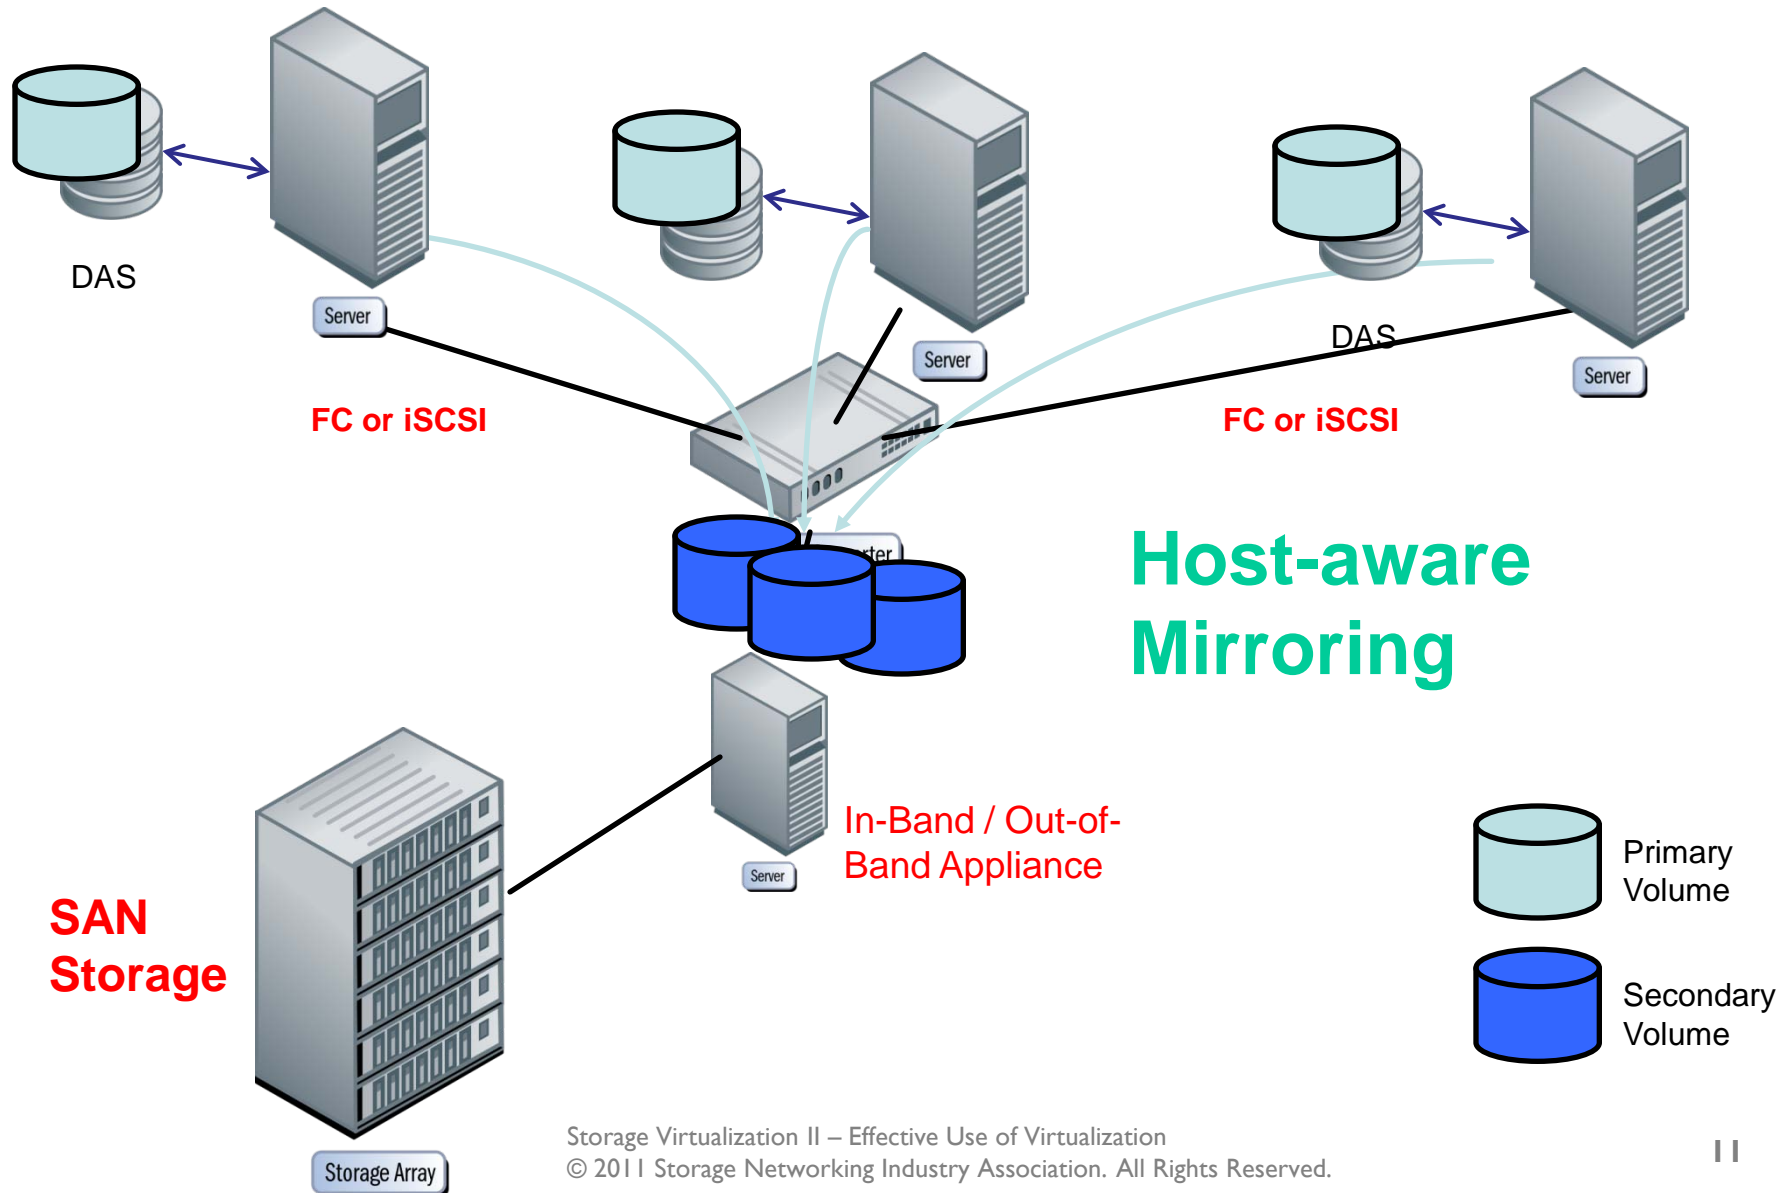 DAS
Server
Server
DAS
Server
FC or iSCSI
FC or iSCSI
Host-aware
Mirroring
In-Band / Out-of-
Band Appliance
Server
SAN
Storage
Primary
Volume
Secondary
Volume
Storage Array
Storage Virtualization II – Effective Use of Virtualization
© 2011 Storage Networking Industry Association. All Rights Reserved.
11